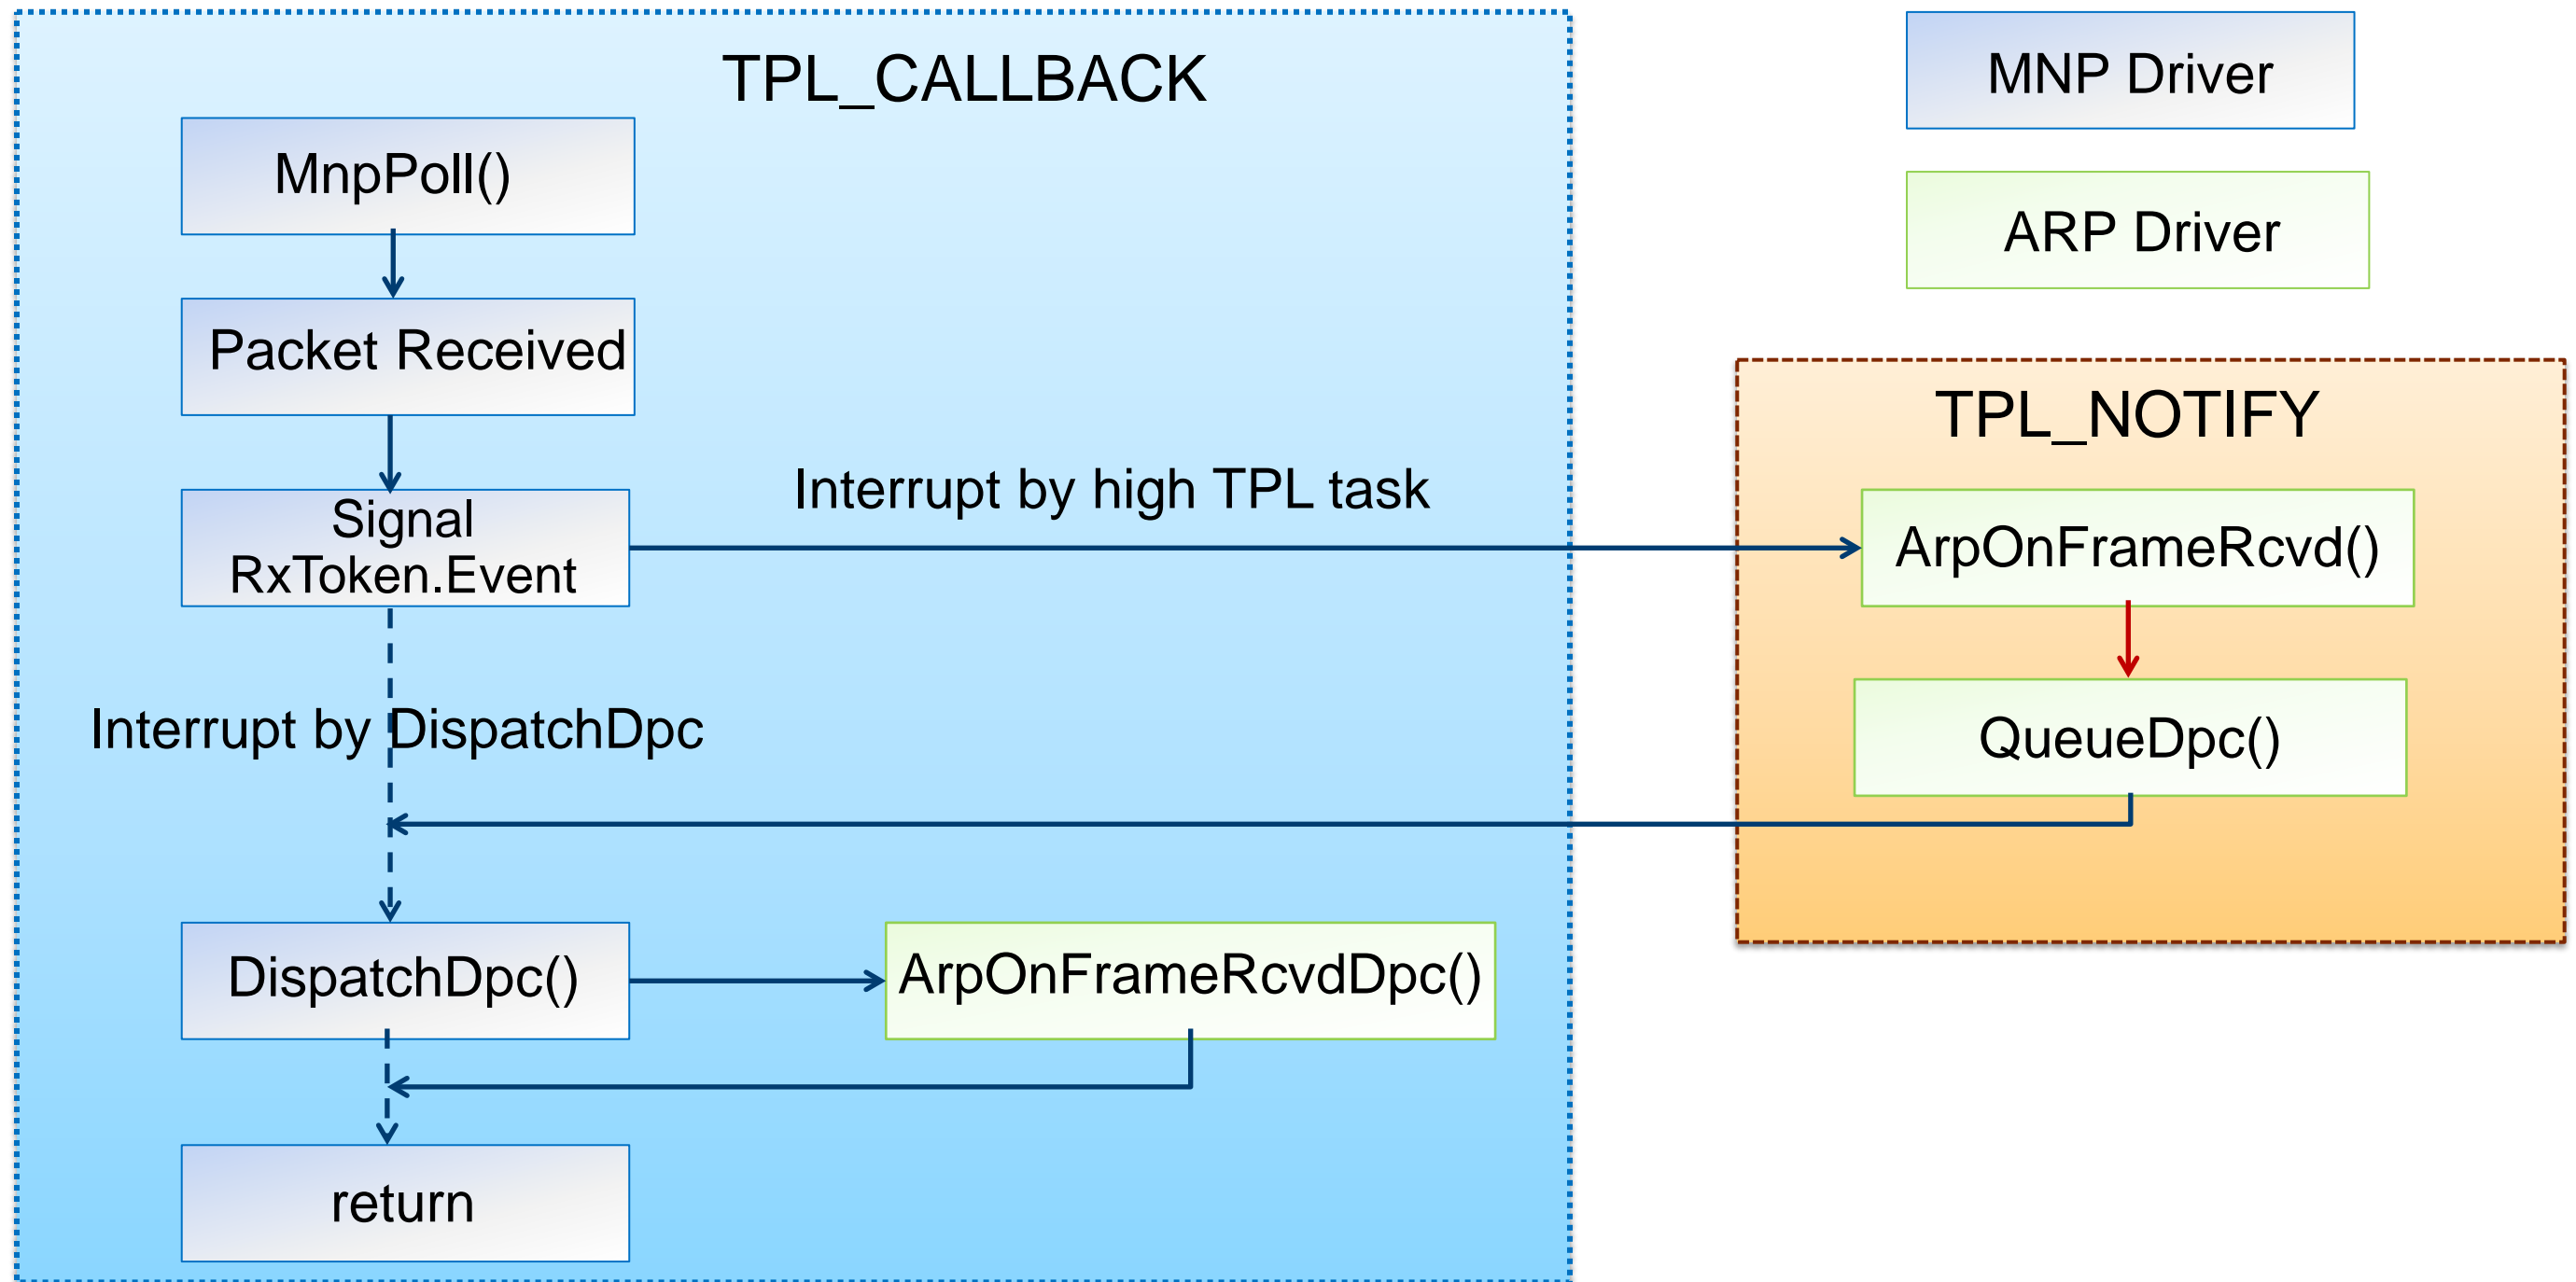 TPL_CALLBACK
MnpPoll()
Packet Received
Signal
RxToken.Event
Interrupt by high TPL task
Interrupt by DispatchDpc
DispatchDpc()
ArpOnFrameRcvdDpc()
return
MNP Driver
ARP Driver
TPL_NOTIFY
ArpOnFrameRcvd()
QueueDpc()